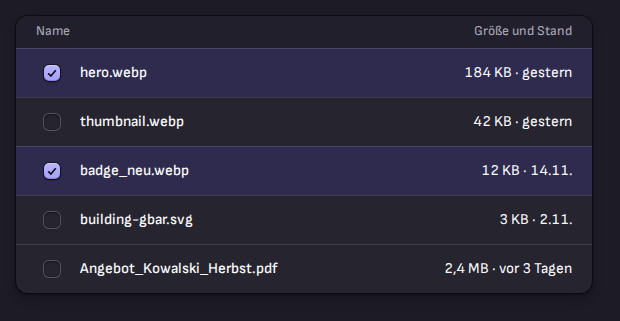 Name Größe und Stand
hero.webp 184 KB · gestern
thumbnail.webp 42 KB · gestern
badge_neu.webp 12 KB · 14.11.
building-gbar.svg 3 KB · 2.11.
Angebot_Kowalski_Herbst.pdf 2,4 MB · vor 3 Tagen